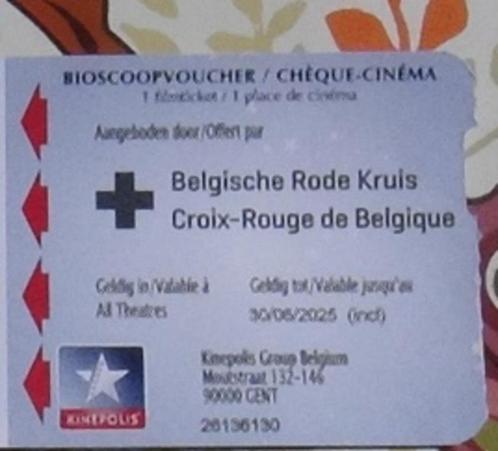 BIOSCOOPVOUCHER / CHÈQUE-CINÉMA
1 filmticket / 1 place de cinéma
Aangeboden door/Offert par
Belgische Rode Kruis
Croix-Rouge de Belgique
Geldig in/Valable à
All Theatres
Geldig tot/Valable jusqu'au
30/06/2025 (incl)
KINEPOLIS
Kinepolis Group Belgium
Moutstraat 132-146
90000 GENT
26136130